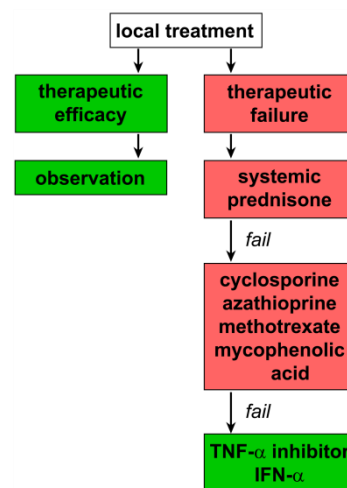 local treatment
therapeutic
efficacy
therapeutic
failure
observation
systemic
prednisone
fail
cyclosporine
azathioprine
methotrexate
mycophenolic
acid
fail
TNF-α inhibitor
IFN-α